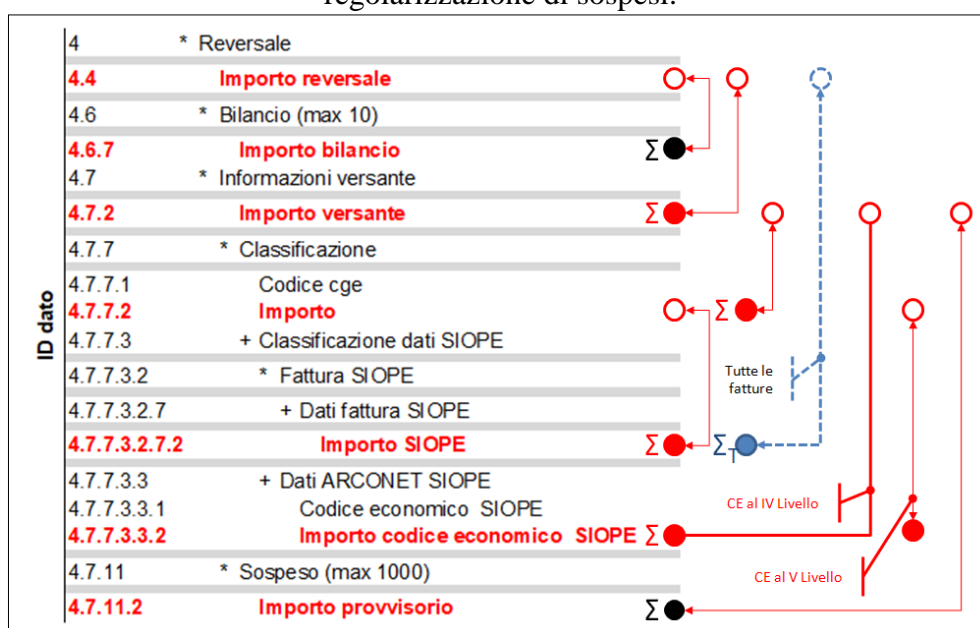 regolarizzazione di sospesi.
ID dato
4 * Reversale
4.4 Importo reversale
4.6 * Bilancio (max 10)
4.6.7 Importo bilancio Σ
4.7 * Informazioni versante
4.7.2 Importo versante Σ
4.7.7 * Classificazione
4.7.7.1 Codice cge
4.7.7.2 Importo Σ
4.7.7.3 + Classificazione dati SIOPE
4.7.7.3.2 * Fattura SIOPE
Tutte le
fatture
4.7.7.3.2.7 + Dati fattura SIOPE
4.7.7.3.2.7.2 Importo SIOPE Σ ΣT
4.7.7.3.3 + Dati ARCONET SIOPE
4.7.7.3.3.1 Codice economico SIOPE
CE al IV Livello
4.7.7.3.3.2 Importo codice economico SIOPE Σ
4.7.11 * Sospeso (max 1000)
CE al V Livello
4.7.11.2 Importo provvisorio Σ